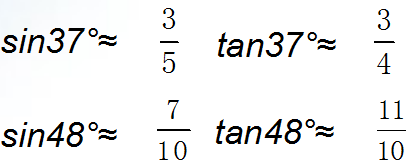 sin37°≈ 3/5 tan37°≈ 3/4
sin48°≈ 7/10 tan48°≈ 11/10